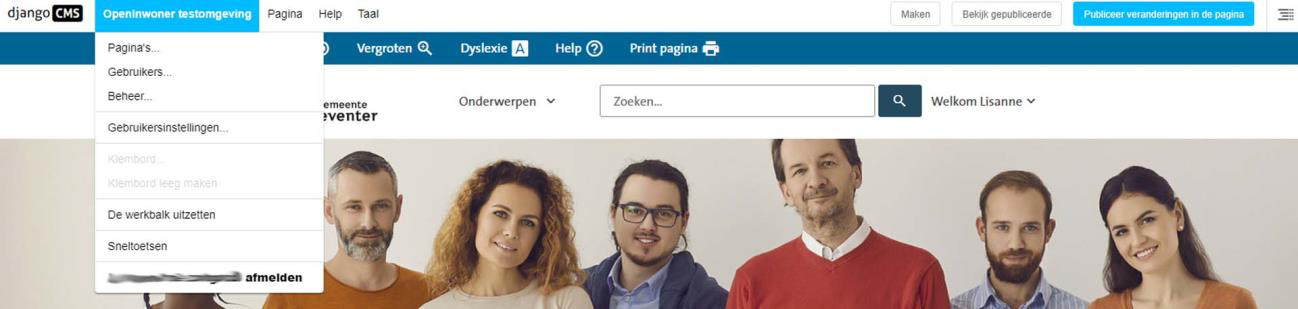 django CMS OpenInwoner testomgeving Pagina Help Taal Maken Bekijk gepubliceerde Publiceer veranderingen in de pagina
Pagina's...
Gebruikers...
Beheer...
Gebruikersinstellingen...
Klembord...
Klembord leeg maken
De werkbalk uitzetten
Sneltoetsen
afmelden
Vergroten Dyslexie A Help ? Print pagina
emeente
eventer
Onderwerpen Zoeken... Welkom Lisanne